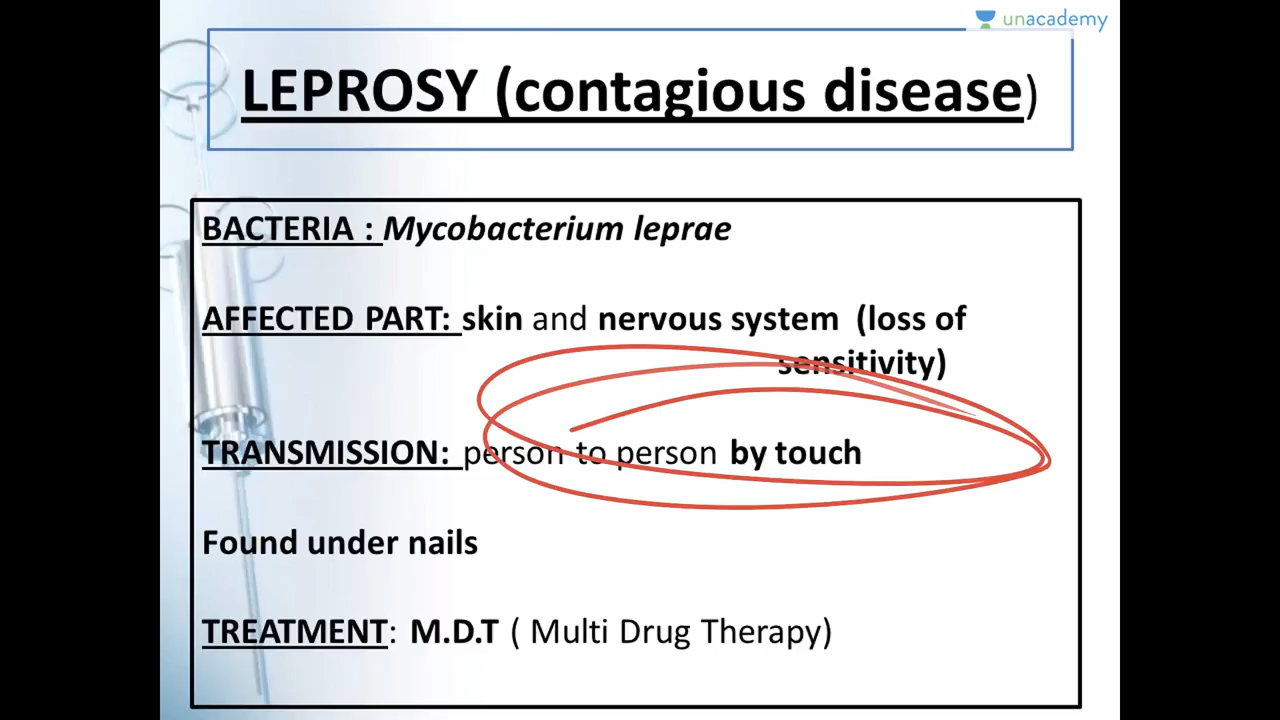 unacademy
LEPROSY (contagious disease)
BACTERIA : Mycobacterium leprae
AFFECTED PART: skin and nervous system (loss of
sensitivity)
TRANSMISSION: person to person by touch
Found under nails
TREATMENT: M.D.T ( Multi Drug Therapy)